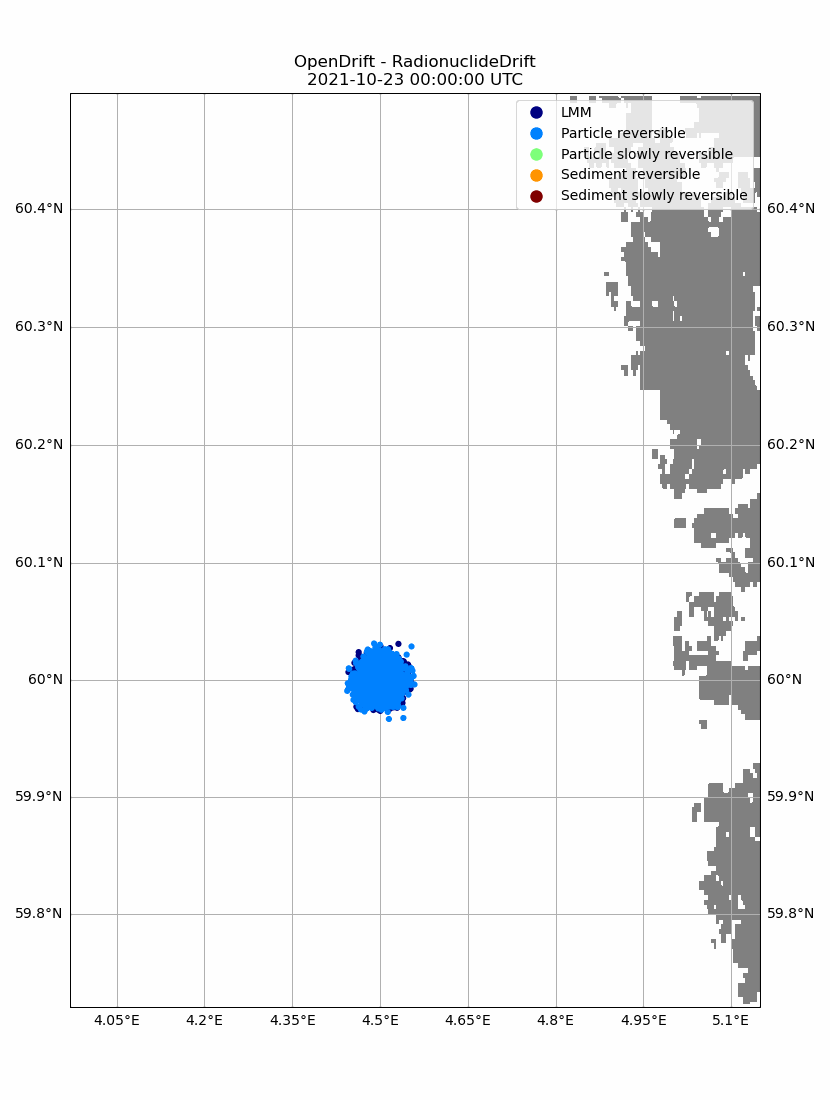 OpenDrift - RadionuclideDrift
2021-10-23 00:00:00 UTC
LMM
Particle reversible
Particle slowly reversible
Sediment reversible
Sediment slowly reversible
60.4°N 60.4°N
60.3°N 60.3°N
60.2°N 60.2°N
60.1°N 60.1°N
60°N 60°N
59.9°N 59.9°N
59.8°N 59.8°N
4.05°E 4.2°E 4.35°E 4.5°E 4.65°E 4.8°E 4.95°E 5.1°E